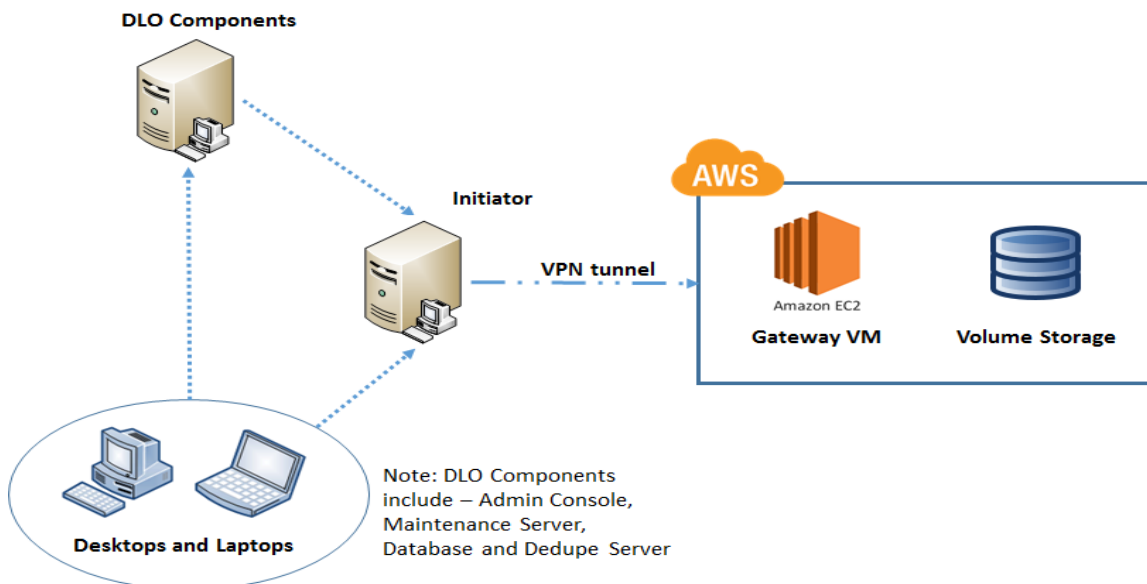 DLO Components
Initiator
AWS
VPN tunnel
Amazon EC2
Gateway VM
Volume Storage
Desktops and Laptops
Note: DLO Components
include – Admin Console,
Maintenance Server,
Database and Dedupe Server